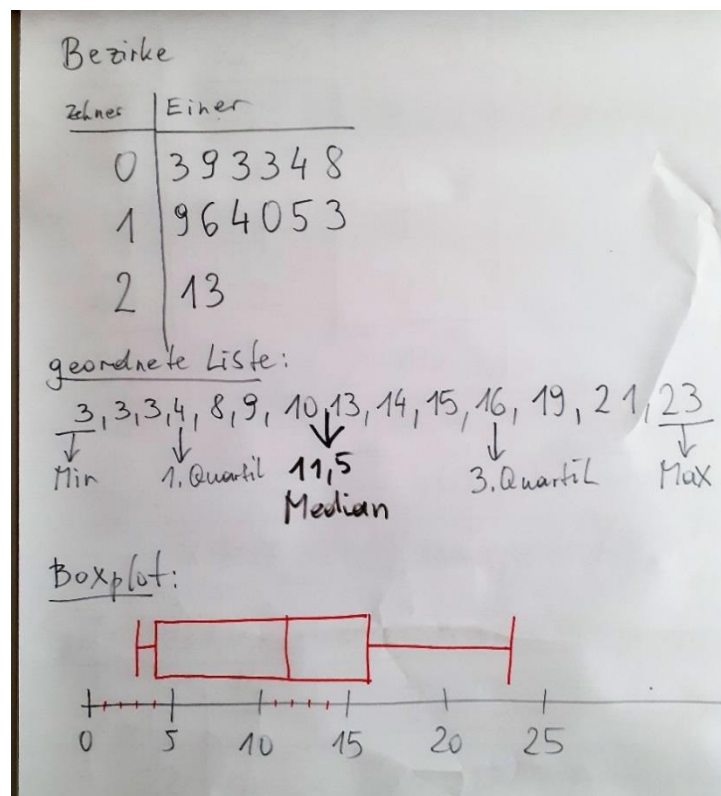 Bezirke
Zehner Einer
0 393348
1 964053
2 13
geordnete Liste:
3, 3, 3, 4, 8, 9, 10, 13, 14, 15, 16, 19, 21, 23
Min 1. Quartil 11,5 3. Quartil Max
Median
Boxplot:
0 5 10 15 20 25